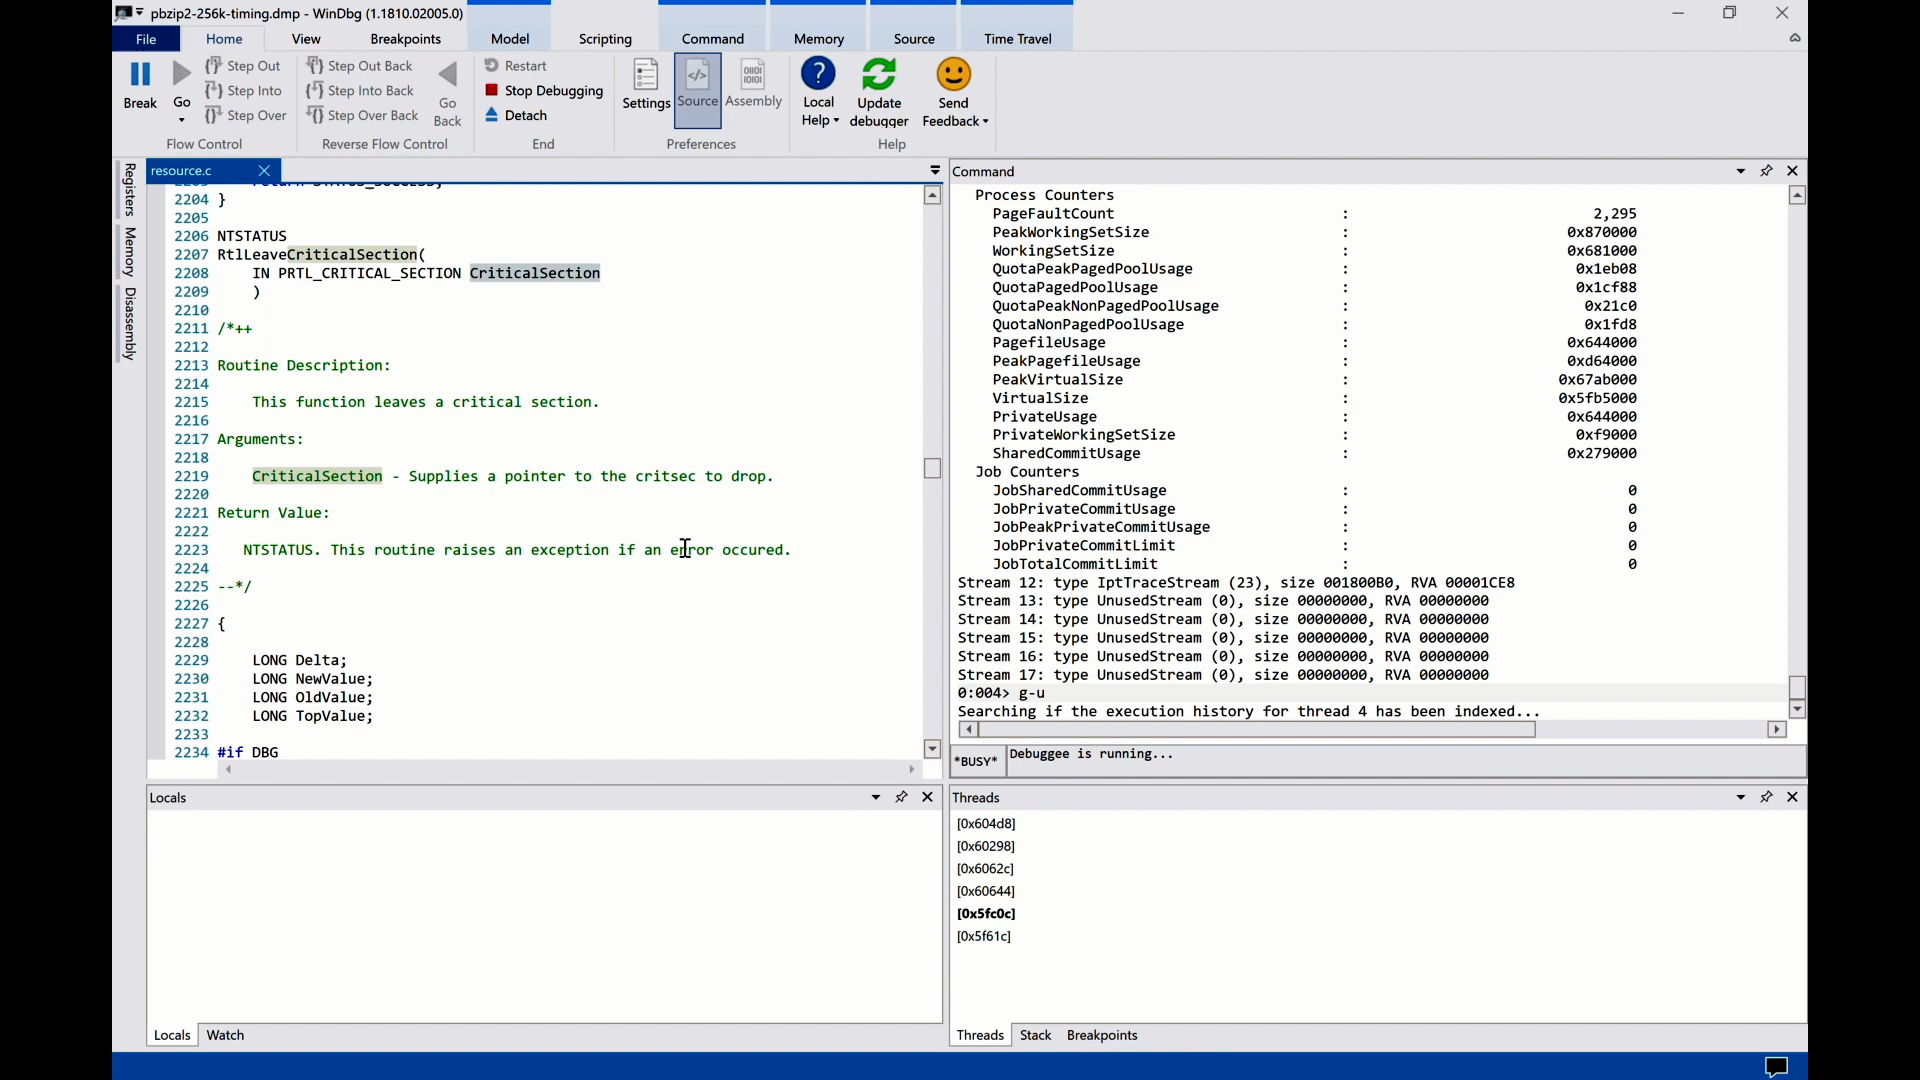 pbzip2-256k-timing.dmp - WinDbg (1.1810.02005.0)
File Home View Breakpoints Model Scripting Command Memory Source Time Travel
Break
Go
Step Out
Step Into
Step Over
Flow Control
Step Out Back
Step Into Back
Step Over Back
Go Back
Reverse Flow Control
Restart
Stop Debugging
Detach
End
Settings
Source
Assembly
Preferences
Local Help
Update debugger
Send Feedback
Help
Registers
Memory
Disassembly
resource.c
2203 return STATUS_SUCCESS;
2204 }
2205
2206 NTSTATUS
2207 RtlLeaveCriticalSection(
2208     IN PRTL_CRITICAL_SECTION CriticalSection
2209     )
2210
2211 /*++
2212
2213 Routine Description:
2214
2215     This function leaves a critical section.
2216
2217 Arguments:
2218
2219     CriticalSection - Supplies a pointer to the critsec to drop.
2220
2221 Return Value:
2222
2223    NTSTATUS. This routine raises an exception if an error occured.
2224
2225 --*/
2226
2227 {
2228
2229     LONG Delta;
2230     LONG NewValue;
2231     LONG OldValue;
2232     LONG TopValue;
2233
2234 #if DBG
Command
Process Counters
PageFaultCount : 2,295
PeakWorkingSetSize : 0x870000
WorkingSetSize : 0x681000
QuotaPeakPagedPoolUsage : 0x1eb08
QuotaPagedPoolUsage : 0x1cf88
QuotaPeakNonPagedPoolUsage : 0x21c0
QuotaNonPagedPoolUsage : 0x1fd8
PagefileUsage : 0x644000
PeakPagefileUsage : 0xd64000
PeakVirtualSize : 0x67ab000
VirtualSize : 0x5fb5000
PrivateUsage : 0x644000
PrivateWorkingSetSize : 0xf9000
SharedCommitUsage : 0x279000
Job Counters
JobSharedCommitUsage : 0
JobPrivateCommitUsage : 0
JobPeakPrivateCommitUsage : 0
JobPrivateCommitLimit : 0
JobTotalCommitLimit : 0
Stream 12: type IptTraceStream (23), size 001800B0, RVA 00001CE8
Stream 13: type UnusedStream (0), size 00000000, RVA 00000000
Stream 14: type UnusedStream (0), size 00000000, RVA 00000000
Stream 15: type UnusedStream (0), size 00000000, RVA 00000000
Stream 16: type UnusedStream (0), size 00000000, RVA 00000000
Stream 17: type UnusedStream (0), size 00000000, RVA 00000000
0:004> g-u
Searching if the execution history for thread 4 has been indexed...
*BUSY* Debuggee is running...
Locals
Locals Watch
Threads
[0x604d8]
[0x60298]
[0x6062c]
[0x60644]
[0x5fc0c]
[0x5f61c]
Threads Stack Breakpoints